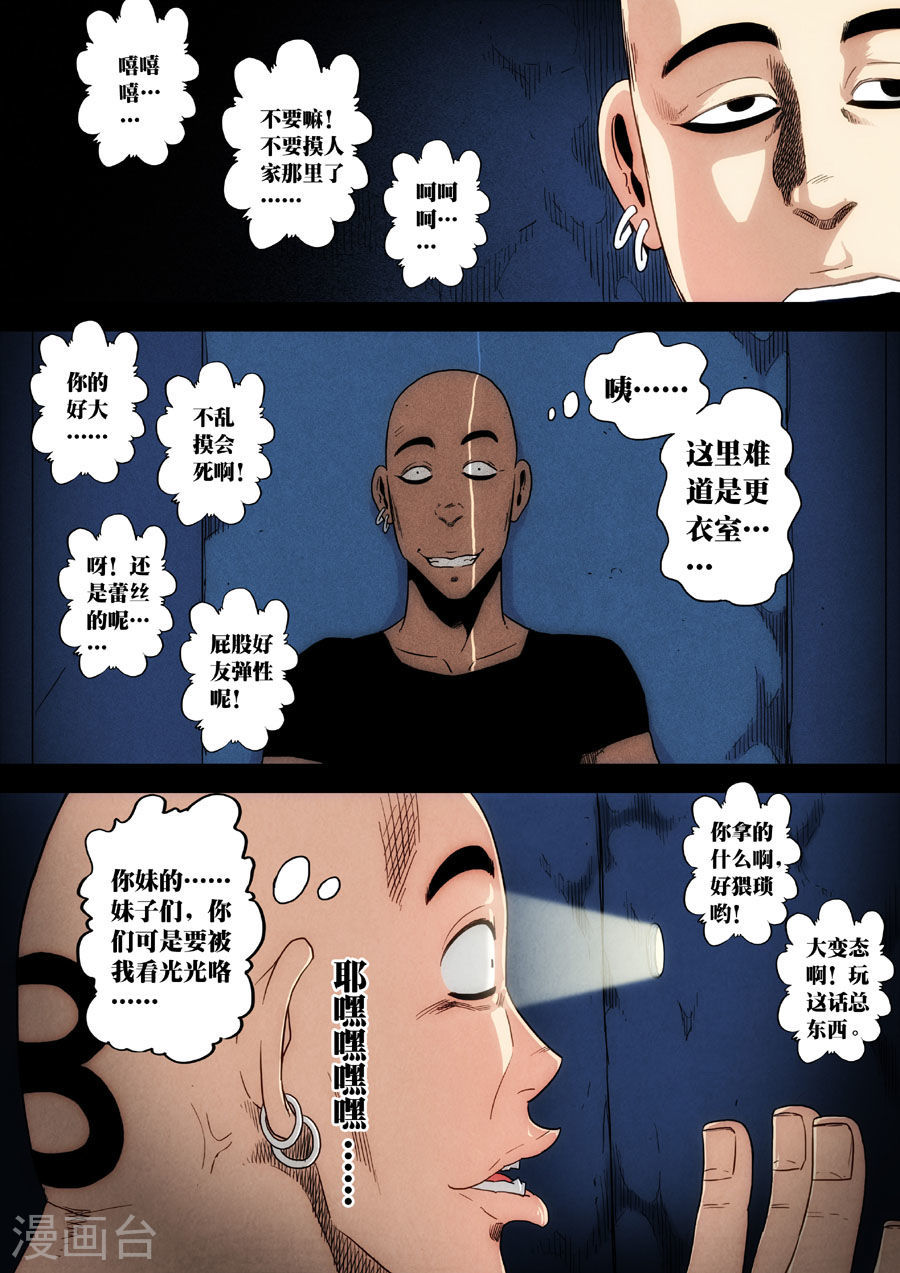 嘻嘻
嘻…
……
不要嘛！
不要摸人
家那里了
……
呵呵
呵…
…
你的
好大
……
不乱
摸会
死啊！
呀！还
是蕾丝
的呢…
…
屁股好
友弹性
呢！
咦……
这里难
道是更
衣室…
…
你妹的……
妹子们，你
们可是要被
我看光光咯
……
耶嘿嘿嘿嘿……
你拿的
什么啊，
好猥琐
哟！
大变态
啊！玩
这话总
东西。
8
漫画台